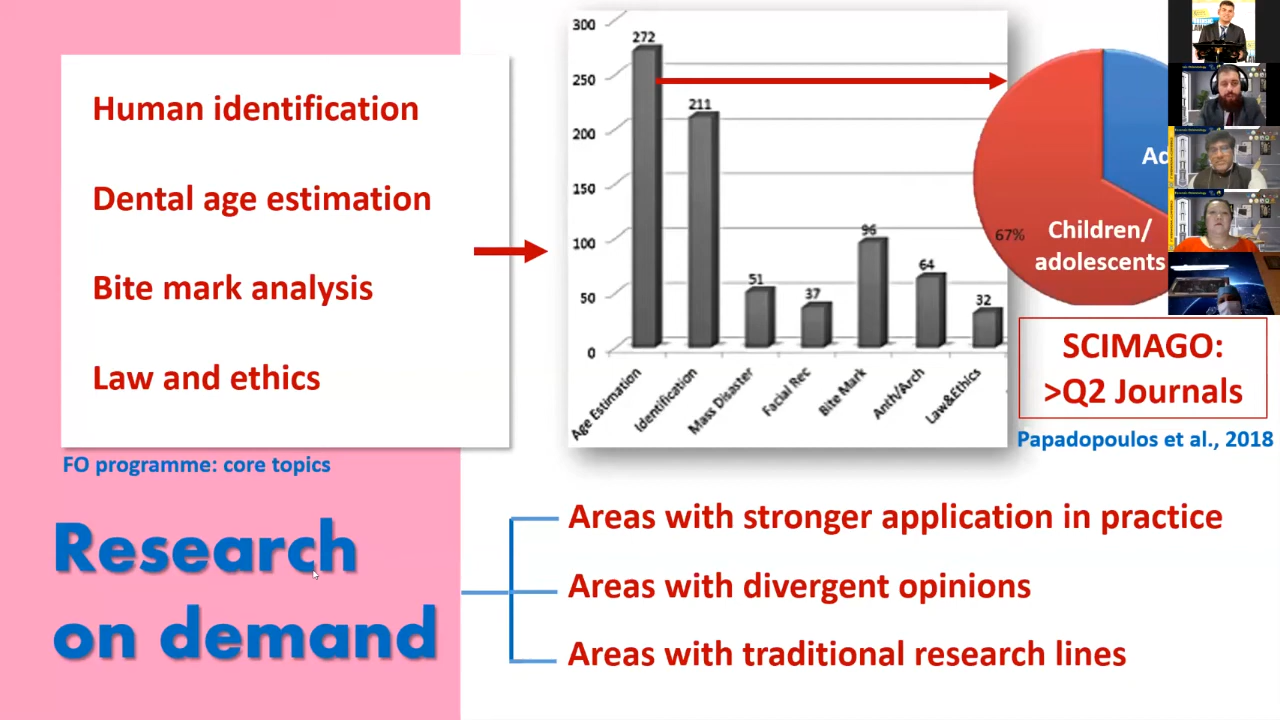 Human identification
Dental age estimation
Bite mark analysis
Law and ethics
FO programme: core topics
Research
on demand
300
250
200
150
100
50
0
272
211
51
37
96
64
32
Age Estimation
Identification
Mass Disaster
Facial Rec
Bite Mark
Anth/Arch
Law&Ethics
67%
Children/
adolescents
SCIMAGO:
>Q2 Journals
Papadopoulos et al., 2018
Areas with stronger application in practice
Areas with divergent opinions
Areas with traditional research lines